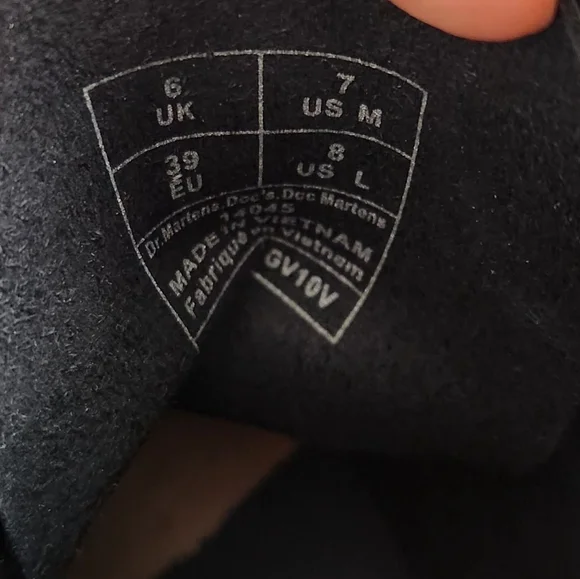 6
UK
7
US M
39
EU
8
US L
Dr.Martens.Doc's.Doc Martens
14045
MADE IN VIETNAM
Fabriqué en Vietnam
GV10V